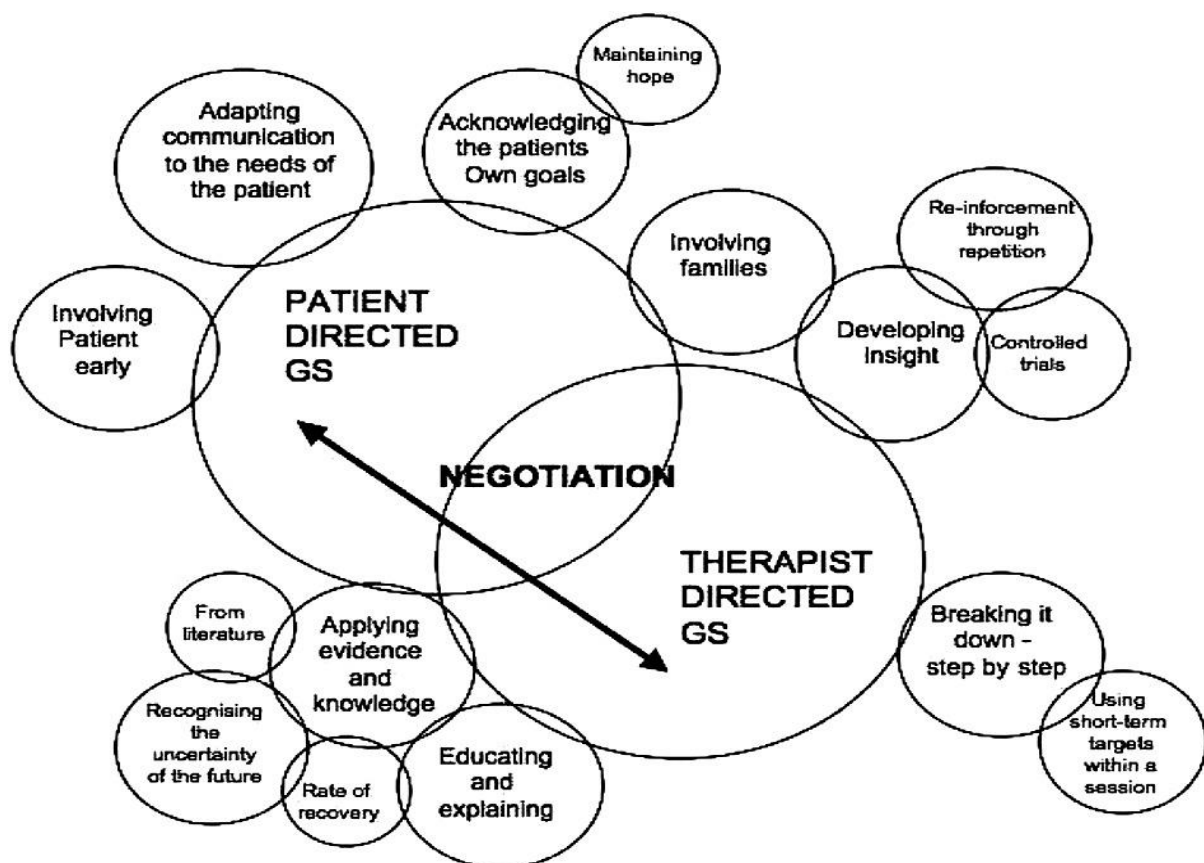 Maintaining
hope
Adapting
communication
to the needs of
the patient
Acknowledging
the patients
Own goals
Involving
families
Re-inforcement
through
repetition
Involving
Patient
early
PATIENT
DIRECTED
GS
Developing
Insight
Controlled
trials
NEGOTIATION
THERAPIST
DIRECTED
GS
From
literature
Applying
evidence
and
knowledge
Breaking it
down -
step by step
Recognising
the
uncertainty
of the future
Rate of
recovery
Educating
and
explaining
Using
short-term
targets
within a
session